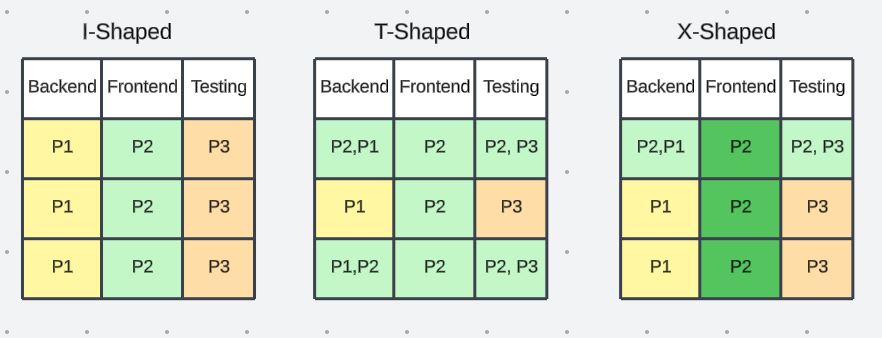 I-Shaped T-Shaped X-Shaped
Backend Frontend Testing Backend Frontend Testing Backend Frontend Testing
P1 P2 P3 P2,P1 P2 P2, P3 P2,P1 P2 P2, P3
P1 P2 P3 P1 P2 P3 P1 P2 P3
P1 P2 P3 P1,P2 P2 P2, P3 P1 P2 P3